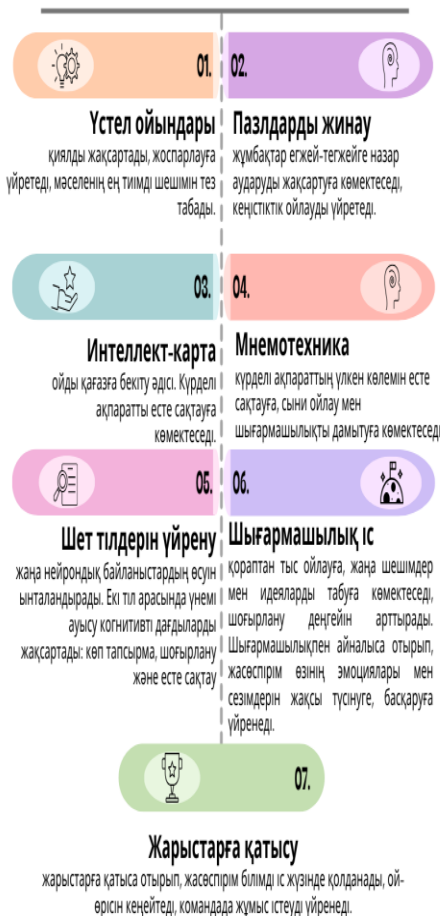 01.
Үстел ойындары
қиялды жақсартады, жоспарлауға
үйретеді, мәселенің ең тиімді шешімін тез
табады.
02.
Пазлдарды жинау
жұмбақтар егжей-тегжейге назар
аударуды жақсартуға көмектеседі,
кеңістіктік ойлауды үйретеді.
03.
Интеллект-карта
ойды қағазға бекіту әдісі. Күрделі
ақпаратты есте сақтауға
көмектеседі.
04.
Мнемотехника
күрделі ақпараттың үлкен көлемін есте
сақтауға, сыни ойлау мен
шығармашылықты дамытуға көмектеседі
05.
Шет тілдерін үйрену
жаңа нейрондық байланыстардың өсуін
ынталандырады. Екі тіл арасында үнемі
ауысу когнитивті дағдыларды
жақсартады: көп тапсырма, шоғырлану
және есте сақтау
06.
Шығармашылық іс
қораптан тыс ойлауға, жаңа шешімдер
мен идеяларды табуға көмектеседі,
шоғырлану деңгейін арттырады.
Шығармашылықпен айналыса отырып,
жасөспірім өзінің эмоциялары мен
сезімдерін жақсы түсінуге, басқаруға
үйренеді.
07.
Жарыстарға қатысу
жарыстарға қатыса отырып, жасөспірім білімді іс жүзінде қолданады, ой-
өрісін кеңейтеді, командада жұмыс істеуді үйренеді.